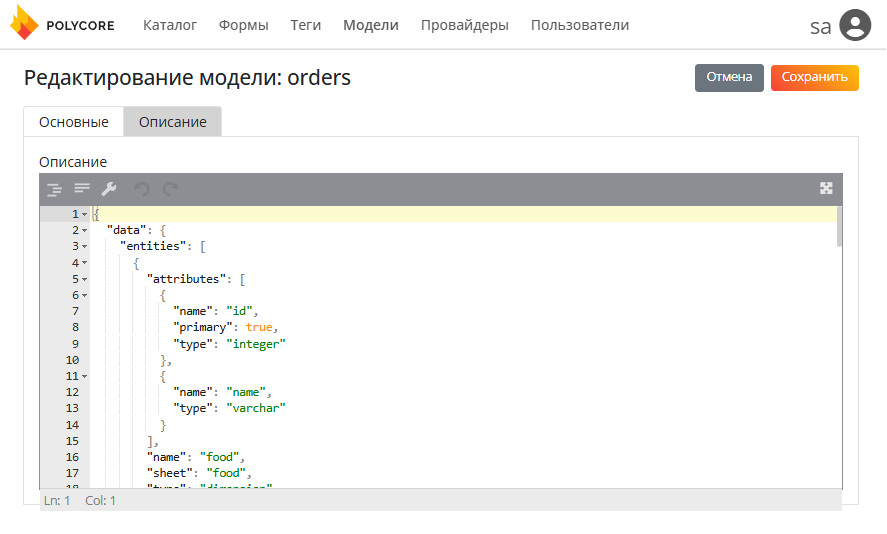 POLYCORE Каталог Формы Теги Модели Провайдеры Пользователи sa
Редактирование модели: orders Отмена Сохранить
Основные Описание
Описание
1 {
2 "data": {
3 "entities": [
4 {
5 "attributes": [
6 {
7 "name": "id",
8 "primary": true,
9 "type": "integer"
10 },
11 {
12 "name": "name",
13 "type": "varchar"
14 }
15 ],
16 "name": "food",
17 "sheet": "food",
18 "type": "dimension"
Ln: 1 Col: 1